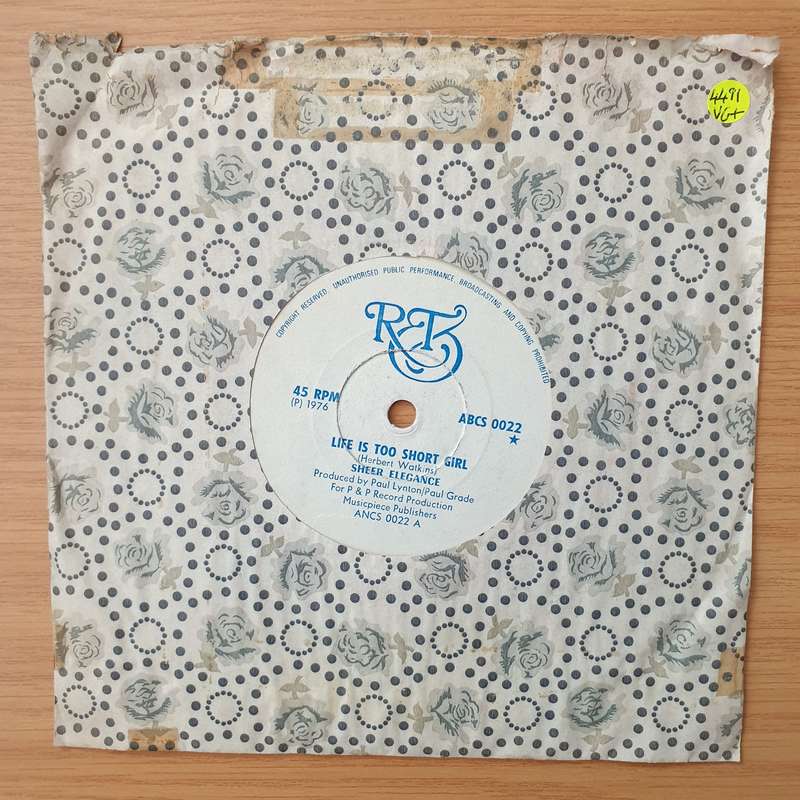 4491
VG+
COPYRIGHT RESERVED. UNAUTHORISED PUBLIC PERFORMANCE, BROADCASTING AND COPYING PROHIBITED
45 RPM
(P) 1976
ABCS 0022
LIFE IS TOO SHORT GIRL
(Herbert Watkins)
SHEER ELEGANCE
Produced by Paul Lynton/Paul Grade
For P & P Record Production
Musicpiece Publishers
ANCS 0022 A